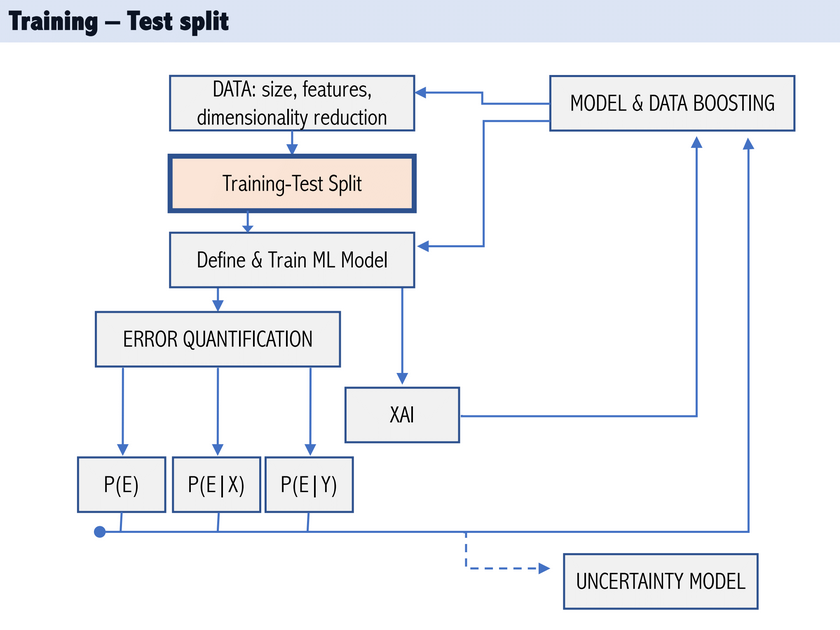 Training – Test split
DATA: size, features,
dimensionality reduction
MODEL & DATA BOOSTING
Training-Test Split
Define & Train ML Model
ERROR QUANTIFICATION
XAI
P(E)
P(E|X)
P(E|Y)
UNCERTAINTY MODEL